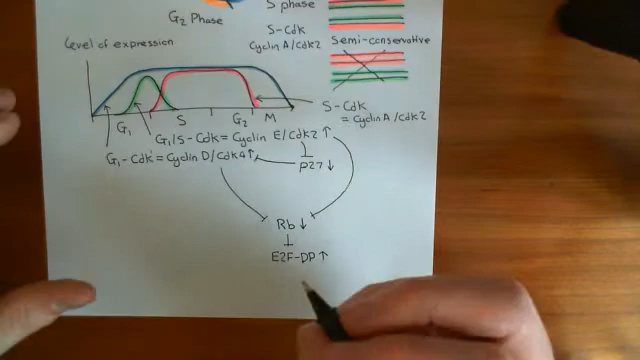 G2 Phase
S phase
S-Cdk
Cyclin A/Cdk2
Semi-conservative
Level of expression
G1
S
G2
M
S-Cdk
= Cyclin A/Cdk2
G1/S-Cdk = Cyclin E/Cdk2 ↑
G1-Cdk = Cyclin D/Cdk4 ↑
P27 ↓
Rb ↓
E2F-DP ↑